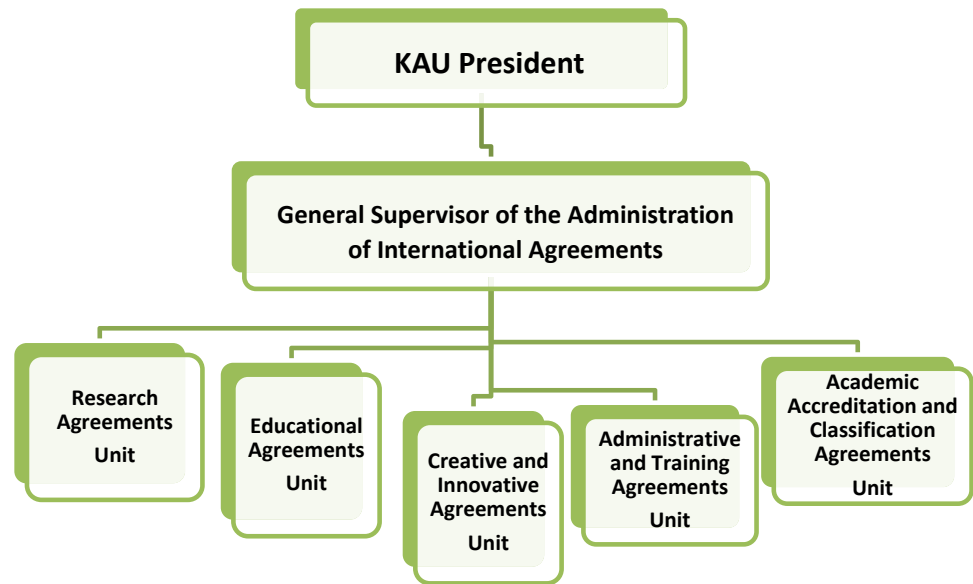 KAU President
General Supervisor of the Administration
of International Agreements
Research
Agreements
Unit
Educational
Agreements
Unit
Creative and
Innovative
Agreements
Unit
Administrative
and Training
Agreements
Unit
Academic
Accreditation and
Classification
Agreements
Unit